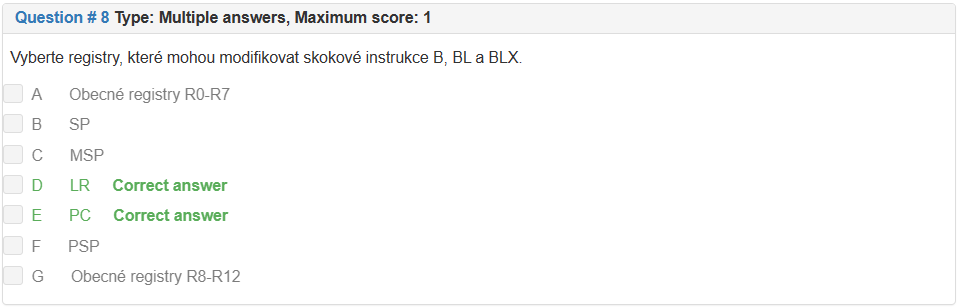 Question # 8 Type: Multiple answers, Maximum score: 1
Vyberte registry, které mohou modifikovat skokové instrukce B, BL a BLX.
A Obecné registry R0-R7
B SP
C MSP
D LR Correct answer
E PC Correct answer
F PSP
G Obecné registry R8-R12